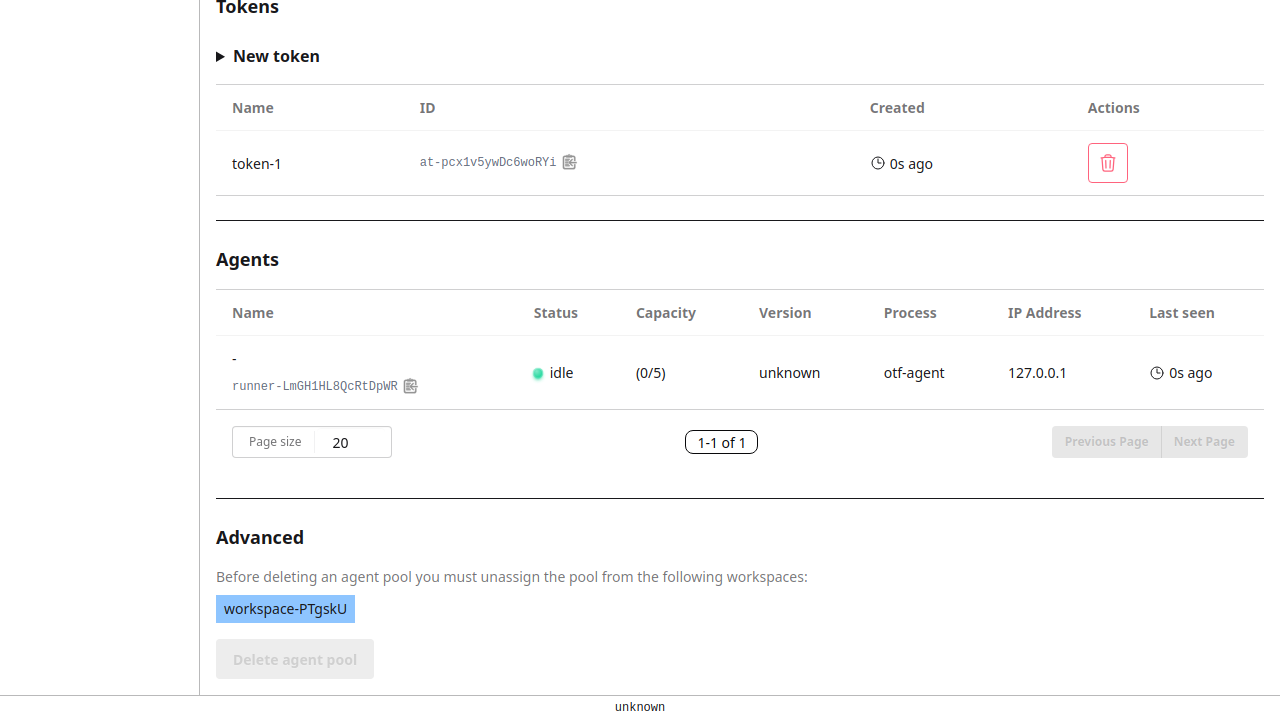 Tokens
New token
Name ID Created Actions
token-1 at-pcx1v5ywDc6woRYi 0s ago
Agents
Name Status Capacity Version Process IP Address Last seen
-
runner-LmGH1HL8QcRtDpWR idle (0/5) unknown otf-agent 127.0.0.1 0s ago
Page size 20 1-1 of 1 Previous Page Next Page
Advanced
Before deleting an agent pool you must unassign the pool from the following workspaces:
workspace-PTgskU
Delete agent pool
unknown